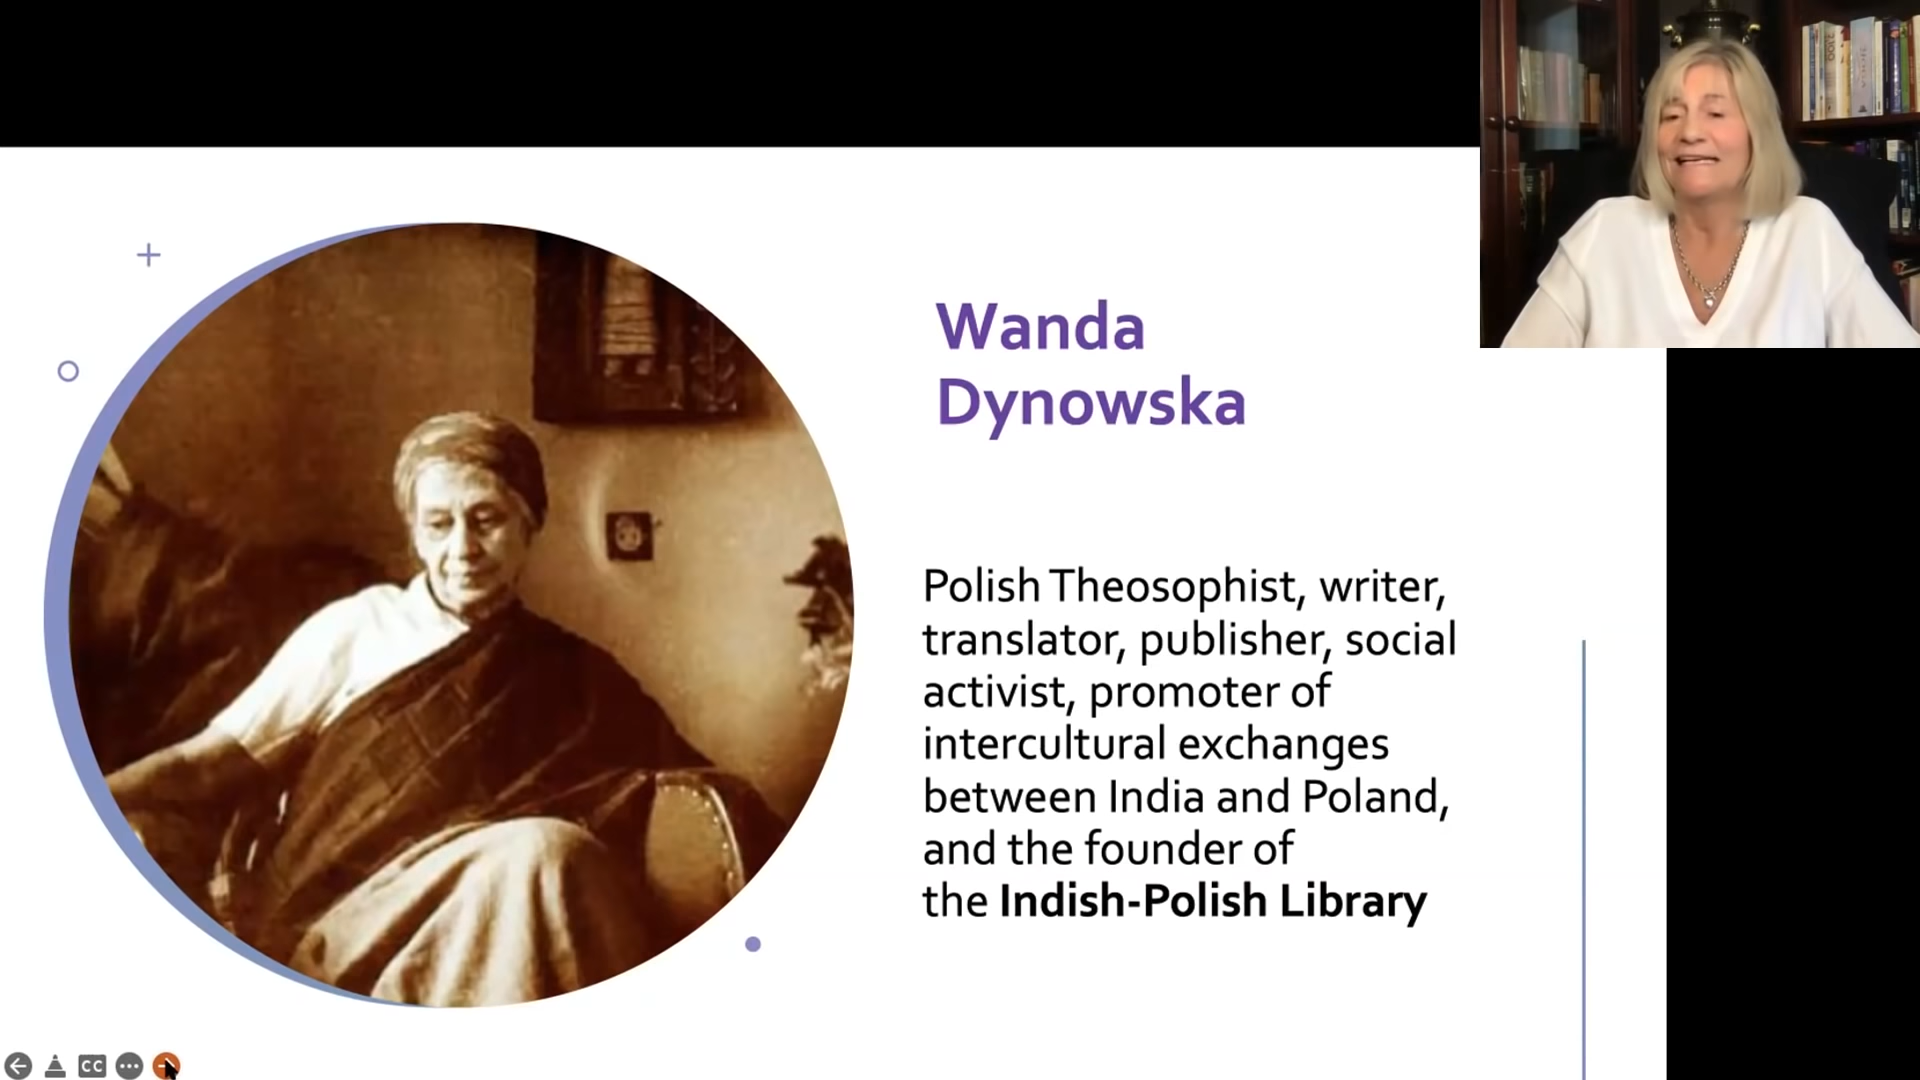 Wanda
Dynowska
Polish Theosophist, writer,
translator, publisher, social
activist, promoter of
intercultural exchanges
between India and Poland,
and the founder of
the Indish-Polish Library
CC